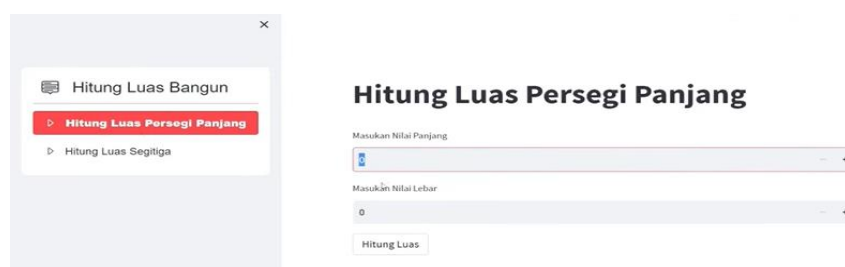 Hitung Luas Bangun
Hitung Luas Persegi Panjang
Hitung Luas Segitiga
Hitung Luas Persegi Panjang
Masukan Nilai Panjang
0
Masukan Nilai Lebar
0
Hitung Luas